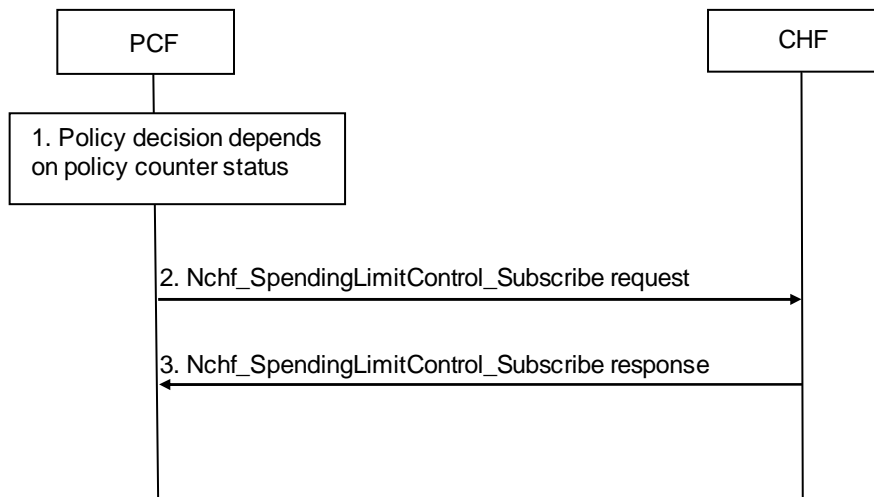 PCF
CHF
1. Policy decision depends
on policy counter status
2. Nchf_SpendingLimitControl_Subscribe request
3. Nchf_SpendingLimitControl_Subscribe response